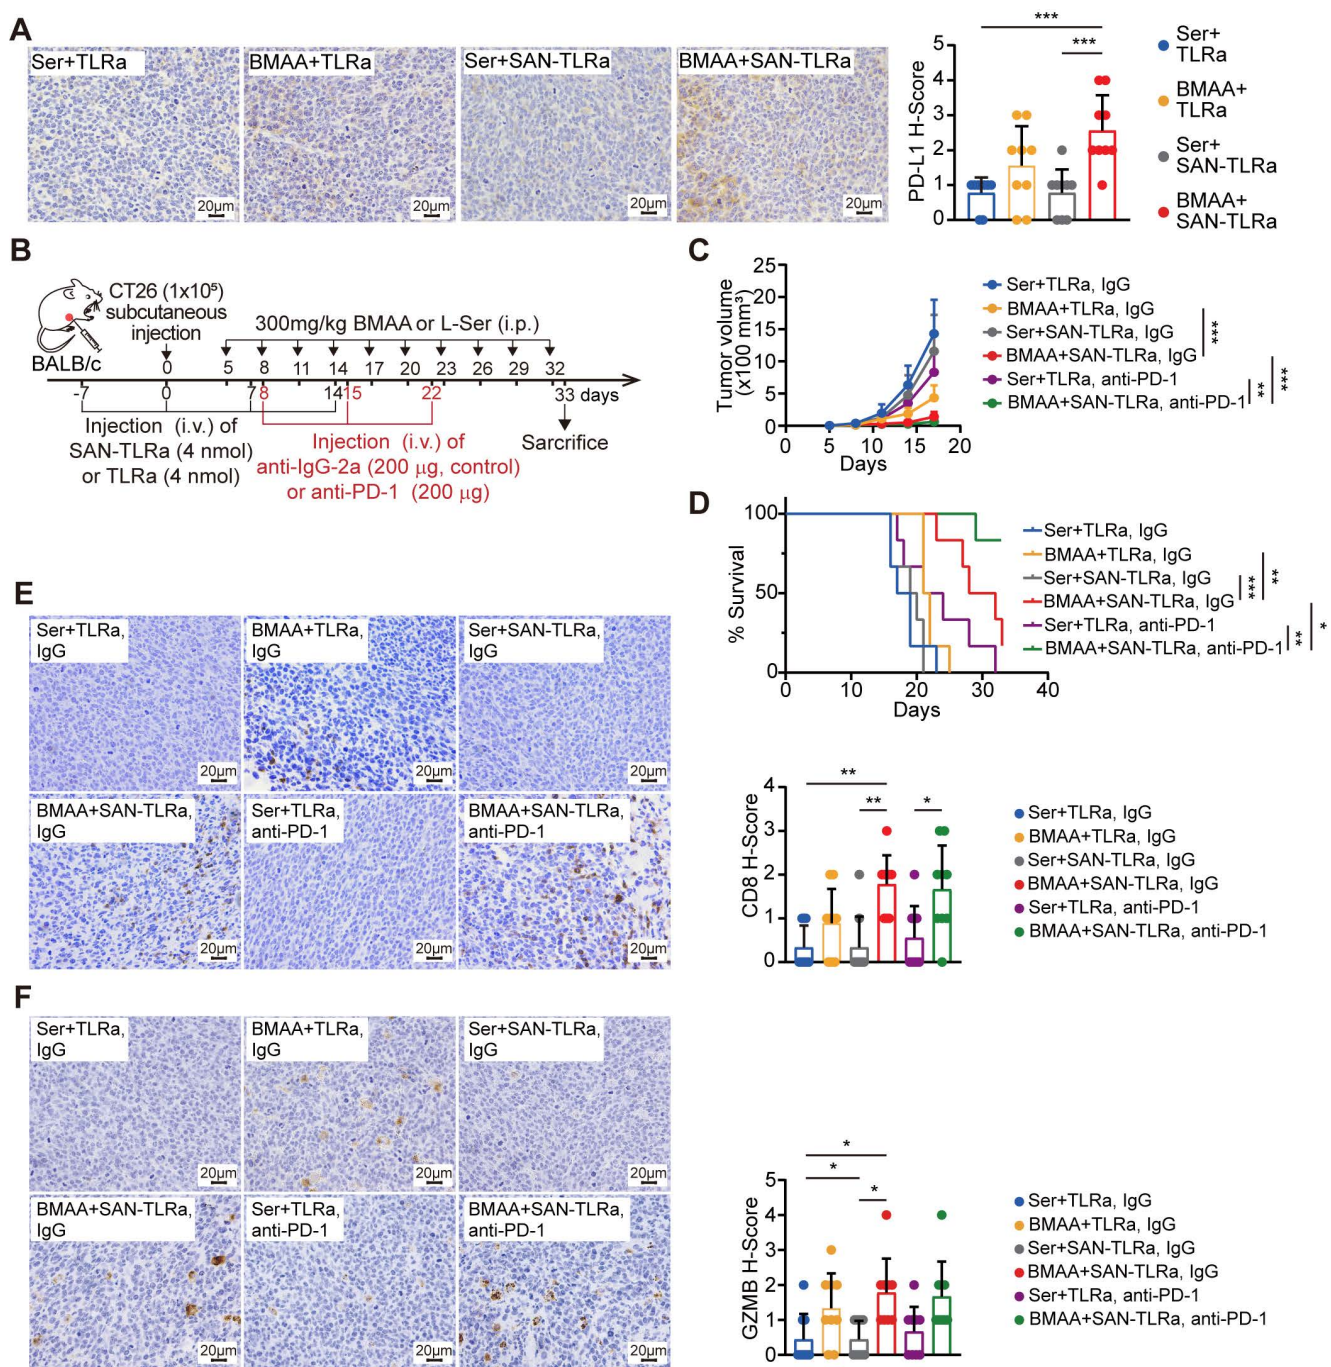 A
Ser+TLRa
BMAA+TLRa
Ser+SAN-TLRa
BMAA+SAN-TLRa
20µm
20µm
20µm
20µm
PD-L1 H-Score
5
4
3
2
1
0
***
***
Ser+
TLRa
BMAA+
TLRa
Ser+
SAN-TLRa
BMAA+
SAN-TLRa
B
BALB/c
CT26 (1x10⁵)
subcutaneous
injection
300mg/kg BMAA or L-Ser (i.p.)
0 5 8 11 14 17 20 23 26 29 32
-7 0 7 8 14 15 22 33 days
Injection (i.v.) of
SAN-TLRa (4 nmol)
or TLRa (4 nmol)
Injection (i.v.) of
anti-IgG-2a (200 µg, control)
or anti-PD-1 (200 µg)
Sarcrifice
C
Tumor volume
(x100 mm³)
25
20
15
10
5
0
0 5 10 15 20
Days
Ser+TLRa, IgG
BMAA+TLRa, IgG
Ser+SAN-TLRa, IgG
BMAA+SAN-TLRa, IgG
Ser+TLRa, anti-PD-1
BMAA+SAN-TLRa, anti-PD-1
***
**
***
D
% Survival
100
50
0
0 10 20 30 40
Days
Ser+TLRa, IgG
BMAA+TLRa, IgG
Ser+SAN-TLRa, IgG
BMAA+SAN-TLRa, IgG
Ser+TLRa, anti-PD-1
BMAA+SAN-TLRa, anti-PD-1
***
**
**
*
E
Ser+TLRa,
IgG
BMAA+TLRa,
IgG
Ser+SAN-TLRa,
IgG
20µm
20µm
20µm
BMAA+SAN-TLRa,
IgG
Ser+TLRa,
anti-PD-1
BMAA+SAN-TLRa,
anti-PD-1
20µm
20µm
20µm
CD8 H-Score
4
3
2
1
0
**
**
*
Ser+TLRa, IgG
BMAA+TLRa, IgG
Ser+SAN-TLRa, IgG
BMAA+SAN-TLRa, IgG
Ser+TLRa, anti-PD-1
BMAA+SAN-TLRa, anti-PD-1
F
Ser+TLRa,
IgG
BMAA+TLRa,
IgG
Ser+SAN-TLRa,
IgG
20µm
20µm
20µm
BMAA+SAN-TLRa,
IgG
Ser+TLRa,
anti-PD-1
BMAA+SAN-TLRa,
anti-PD-1
20µm
20µm
20µm
GZMB H-Score
5
4
3
2
1
0
*
*
*
Ser+TLRa, IgG
BMAA+TLRa, IgG
Ser+SAN-TLRa, IgG
BMAA+SAN-TLRa, IgG
Ser+TLRa, anti-PD-1
BMAA+SAN-TLRa, anti-PD-1